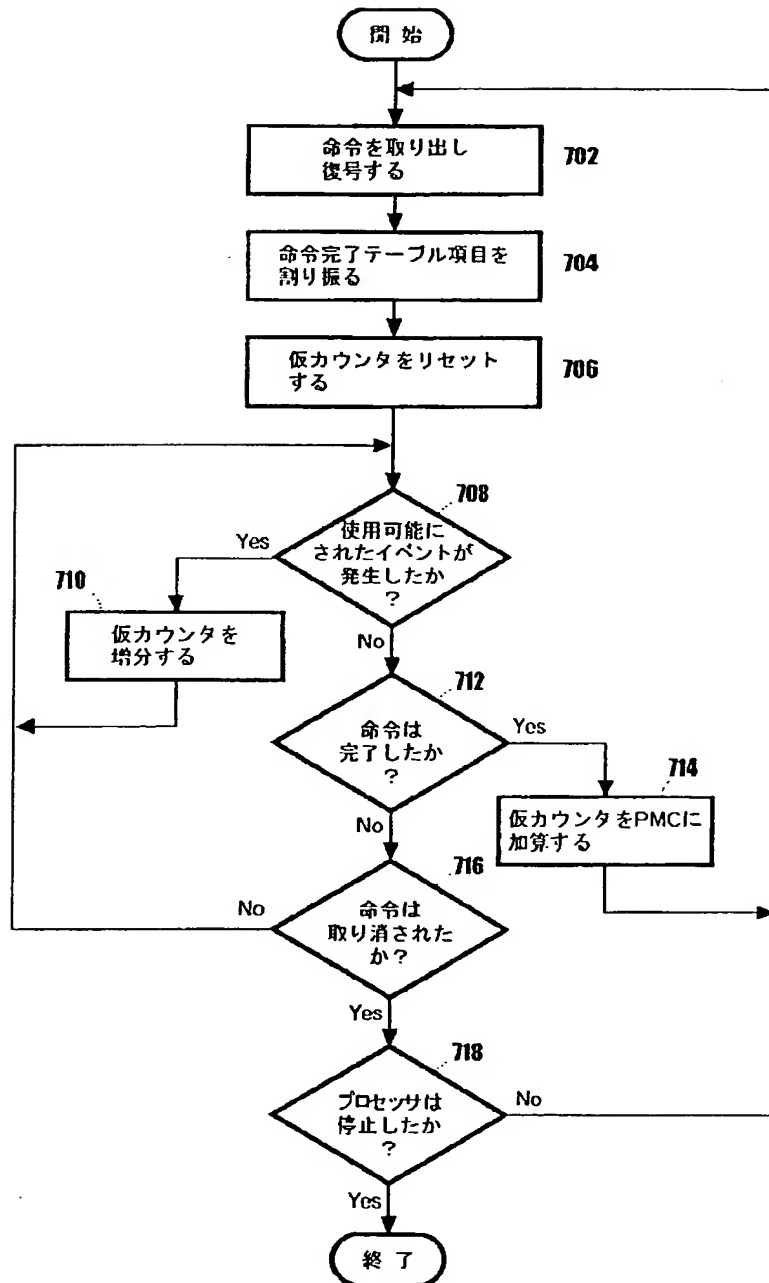 開始
命令を取り出し
復号する
702
命令完了テーブル項目を
割り振る
704
仮カウンタをリセット
する
706
708
使用可能に
されたイベントが
発生したか
?
Yes
710
仮カウンタを
増分する
No
712
命令は
完了したか
?
Yes
714
仮カウンタをPMCに
加算する
No
716
命令は
取り消された
か?
No
Yes
718
プロセッサは
停止したか
?
No
Yes
終了